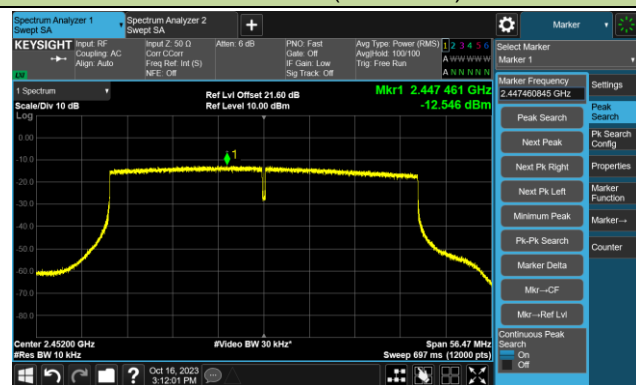 Spectrum Analyzer 1
Swept SA
Spectrum Analyzer 2
Swept SA
+
Marker
KEYSIGHT
Input: RF
Coupling: AC
Align: Auto
Input Z: 50 Ω
Corr CCorr
Freq Ref: Int (S)
NFE: Off
Atten: 6 dB
PNO: Fast
Gate: Off
IF Gain: Low
Sig Track: Off
Avg Type: Power (RMS)
Avg|Hold: 100/100
Trig: Free Run
1 2 3 4 5 6
A W W W W W
A N N N N N
LW
Select Marker
Marker 1
1 Spectrum
Scale/Div 10 dB
Log
Ref Lvl Offset 21.60 dB
Ref Level 10.00 dBm
Mkr1 2.447 461 GHz
-12.546 dBm
0.00
-10.0
-20.0
-30.0
-40.0
-50.0
-60.0
-70.0
-80.0
1
Center 2.45200 GHz
#Res BW 10 kHz
#Video BW 30 kHz*
Span 56.47 MHz
Sweep 697 ms (12000 pts)
Marker Frequency
2.447460845 GHz
Peak Search
Next Peak
Next Pk Right
Next Pk Left
Minimum Peak
Pk-Pk Search
Marker Delta
Mkr→CF
Mkr→Ref Lvl
Continuous Peak
Search
On
Off
Settings
Peak
Search
Pk Search
Config
Properties
Marker
Function
Marker→
Counter
?
Oct 16, 2023
3:12:01 PM